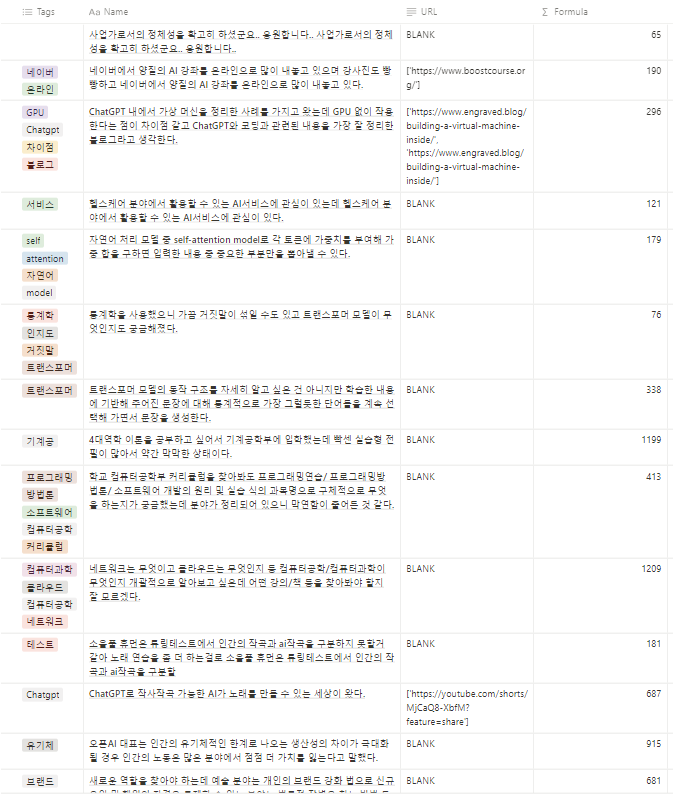 Tags
Aa Name
URL
Σ Formula
사업가로서의 정체성을 확고히 하셨군요.. 응원합니다.. 사업가로서의 정체
성을 확고히 하셨군요.. 응원합니다..
BLANK
65
네이버
온라인
네이버에서 양질의 AI 강좌를 온라인으로 많이 내놓고 있으며 강사진도 빵
빵하고 네이버에서 양질의 AI 강좌를 온라인으로 많이 내놓고 있다.
['https://www.boostcourse.or
g/']
190
GPU
Chatgpt
차이점
블로그
ChatGPT 내에서 가상 머신을 정리한 사례를 가지고 왔는데 GPU 없이 작용
한다는 점이 차이점 같고 ChatGPT와 코딩과 관련된 내용을 가장 잘 정리한
블로그라고 생각한다.
['https://www.engraved.blog/
building-a-virtual-machine-
inside/',
'https://www.engraved.blog/
building-a-virtual-machine-
inside/']
296
서비스
헬스케어 분야에서 활용할 수 있는 AI서비스에 관심이 있는데 헬스케어 분
야에서 활용할 수 있는 AI서비스에 관심이 있다.
BLANK
121
self
attention
자연어
model
자연어 처리 모델 중 self-attention model로 각 토큰에 가중치를 부여해 가
중 합을 구하면 입력한 내용 중 중요한 부분만을 뽑아낼 수 있다.
BLANK
179
통계학
인지도
거짓말
트랜스포머
통계학을 사용했으니 가끔 거짓말이 섞일 수도 있고 트랜스포머 모델이 무
엇인지도 궁금해졌다.
BLANK
76
트랜스포머
트랜스포머 모델의 동작 구조를 자세히 알고 싶은 건 아니지만 학습한 내용
에 기반해 주어진 문장에 대해 통계적으로 가장 그럴듯한 단어들을 계속 선
택해 가면서 문장을 생성한다.
BLANK
338
기계공
4대역학 이론을 공부하고 싶어서 기계공학부에 입학했는데 빡센 실습형 전
필이 많아서 약간 막막한 상태이다.
BLANK
1199
프로그래밍
방법론
소프트웨어
컴퓨터공학
커리큘럼
학교 컴퓨터공학부 커리큘럼을 찾아봐도 프로그래밍연습/ 프로그래밍방
법론/ 소프트웨어 개발의 원리 및 실습 식의 과목명으로 구체적으로 무엇
을 하는지가 궁금했는데 분야가 정리되어 있으니 막연함이 줄어든 것 같다.
BLANK
413
컴퓨터과학
클라우드
컴퓨터공학
네트워크
네트워크는 무엇이고 클라우드는 무엇인지 등 컴퓨터공학/컴퓨터과학이
무엇인지 개괄적으로 알아보고 싶은데 어떤 강의/책 등을 찾아봐야 할지
잘 모르겠다.
BLANK
1209
테스트
소울풀 휴먼은 튜링테스트에서 인간의 작곡과 ai작곡을 구분하지 못할거
같아 노래 연습을 좀 더 하는걸로 소울풀 휴먼은 튜링테스트에서 인간의 작
곡과 ai작곡을 구분할
BLANK
181
Chatgpt
ChatGPT로 작사작곡 가능한 AI가 노래를 만들 수 있는 세상이 왔다.
['https://youtube.com/shorts/
MjCaQ8-XbfM?
feature=share']
687
유기체
오픈AI 대표는 인간의 유기체적인 한계로 나오는 생산성의 차이가 극대화
될 경우 인간의 노동은 많은 분야에서 점점 더 가치를 잃는다고 말했다.
BLANK
915
브랜드
새로운 역할을 찾아야 하는데 예술 분야는 개인의 브랜드 강화 법으로 신규
BLANK
681